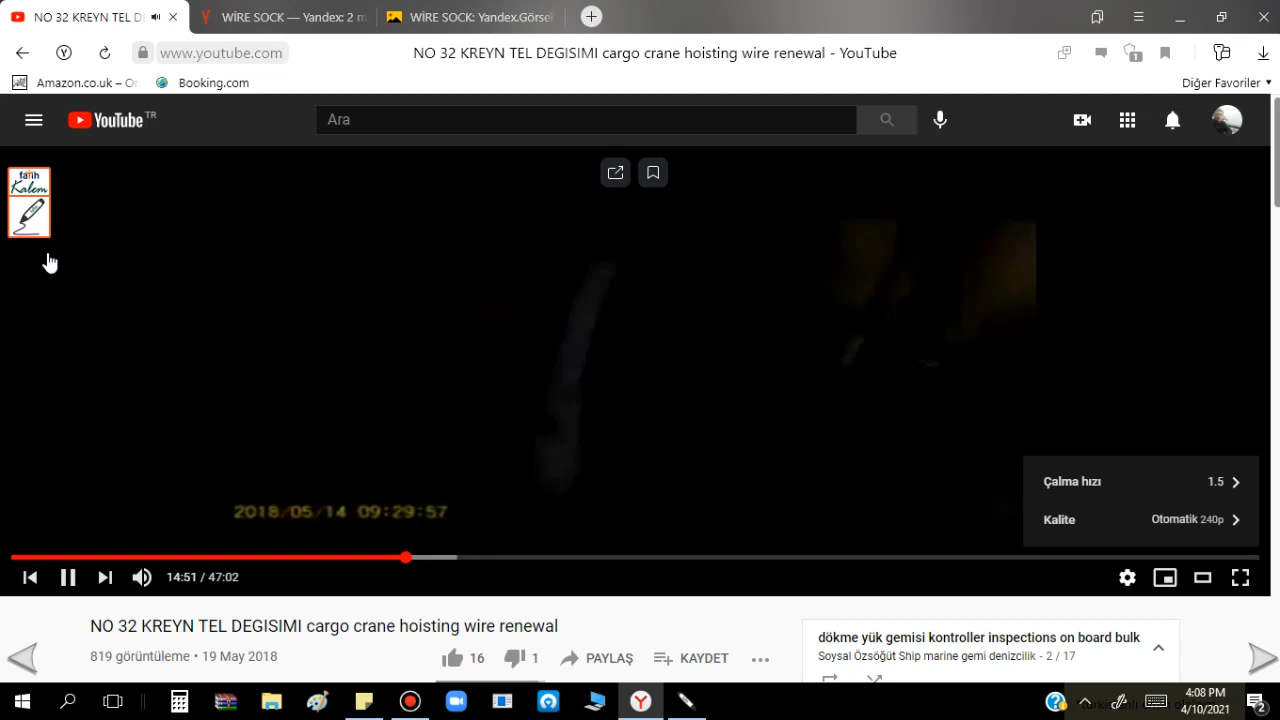 NO 32 KREYN TEL D
WİRE SOCK — Yandex: 2 m
WİRE SOCK: Yandex.Görsel
www.youtube.com
NO 32 KREYN TEL DEGISIMI cargo crane hoisting wire renewal - YouTube
1
Amazon.co.uk – On
Booking.com
Diğer Favoriler
YouTube TR
Ara
fatih
Kalem
Çalma hızı 1.5
Kalite Otomatik 240p
2018/05/14 09:29:57
14:51 / 47:02
NO 32 KREYN TEL DEGISIMI cargo crane hoisting wire renewal
819 görüntüleme • 19 May 2018
16
1
PAYLAŞ
KAYDET
dökme yük gemisi kontroller inspections on board bulk
Soysal Özsöğüt Ship marine gemi denizcilik - 2 / 17
4:08 PM
4/10/2021
2